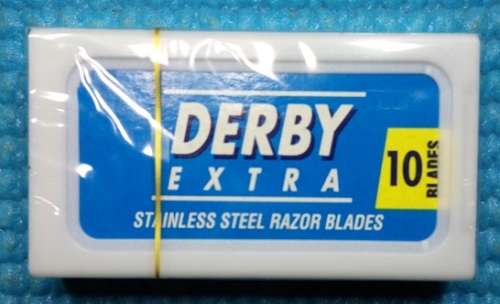 DERBY
EXTRA
STAINLESS STEEL RAZOR BLADES
10
BLADES